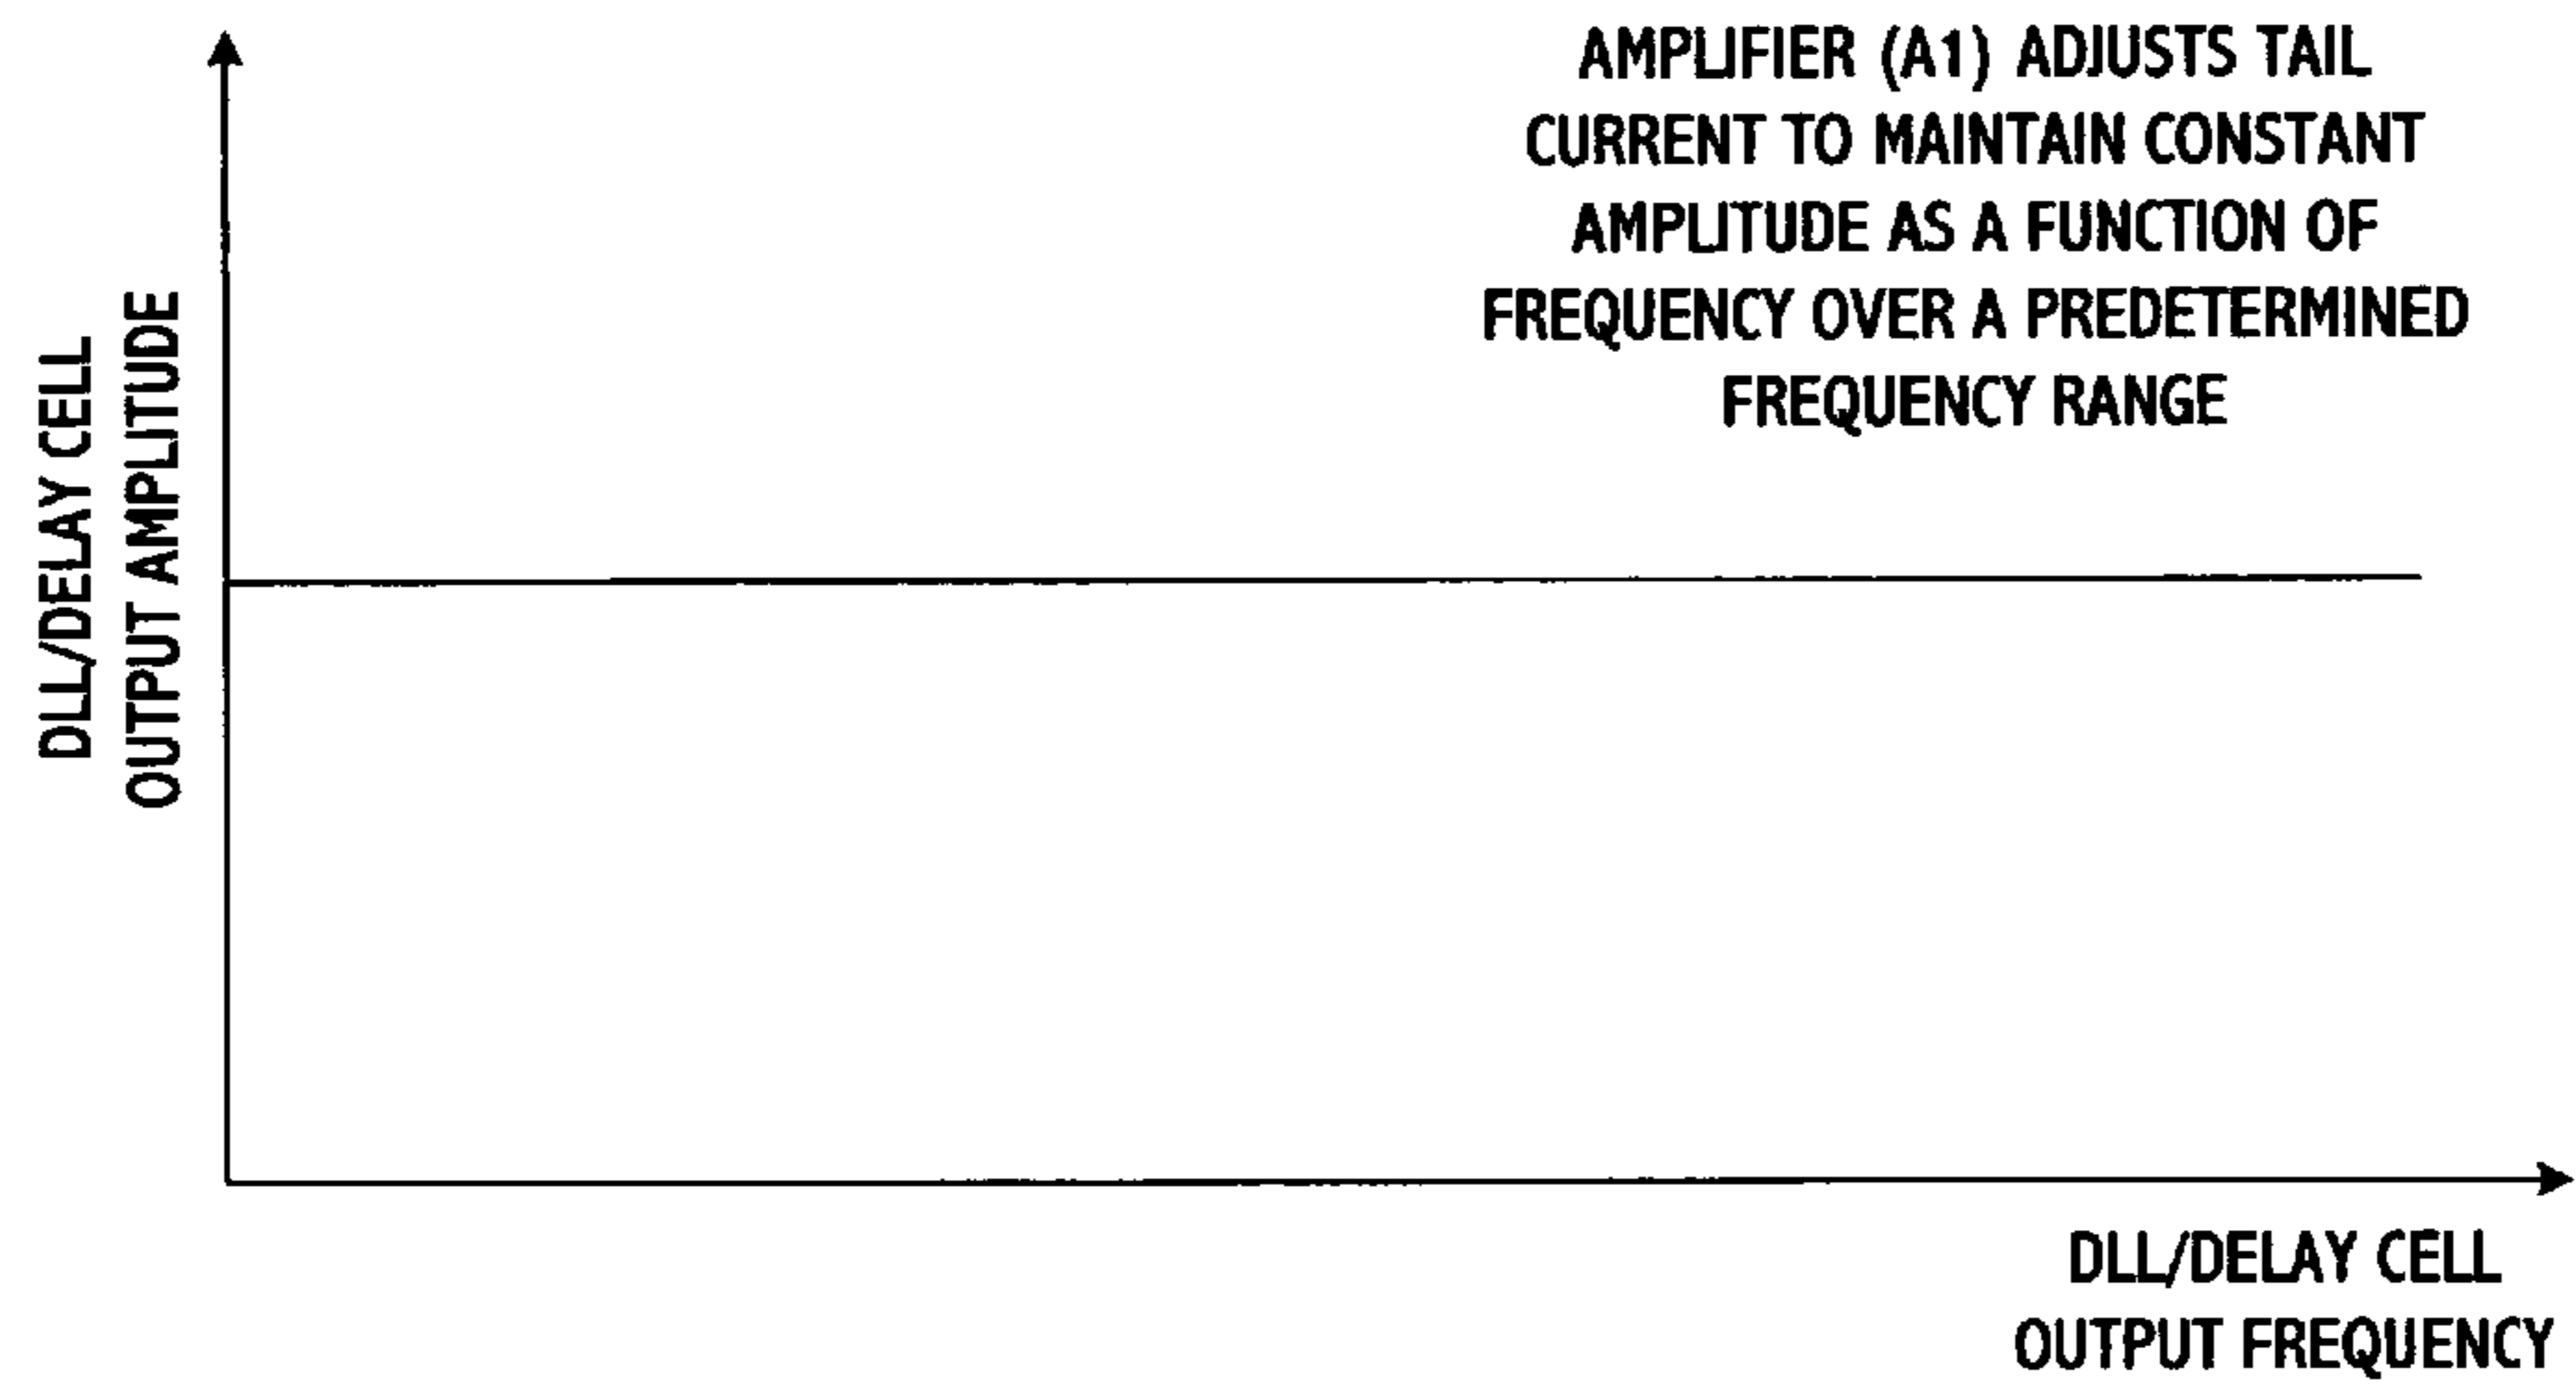 AMPLIFIER (A1) ADJUSTS TAIL
CURRENT TO MAINTAIN CONSTANT
AMPLITUDE AS A FUNCTION OF
FREQUENCY OVER A PREDETERMINED
FREQUENCY RANGE
DLL/DELAY CELL
OUTPUT AMPLITUDE
DLL/DELAY CELL
OUTPUT FREQUENCY